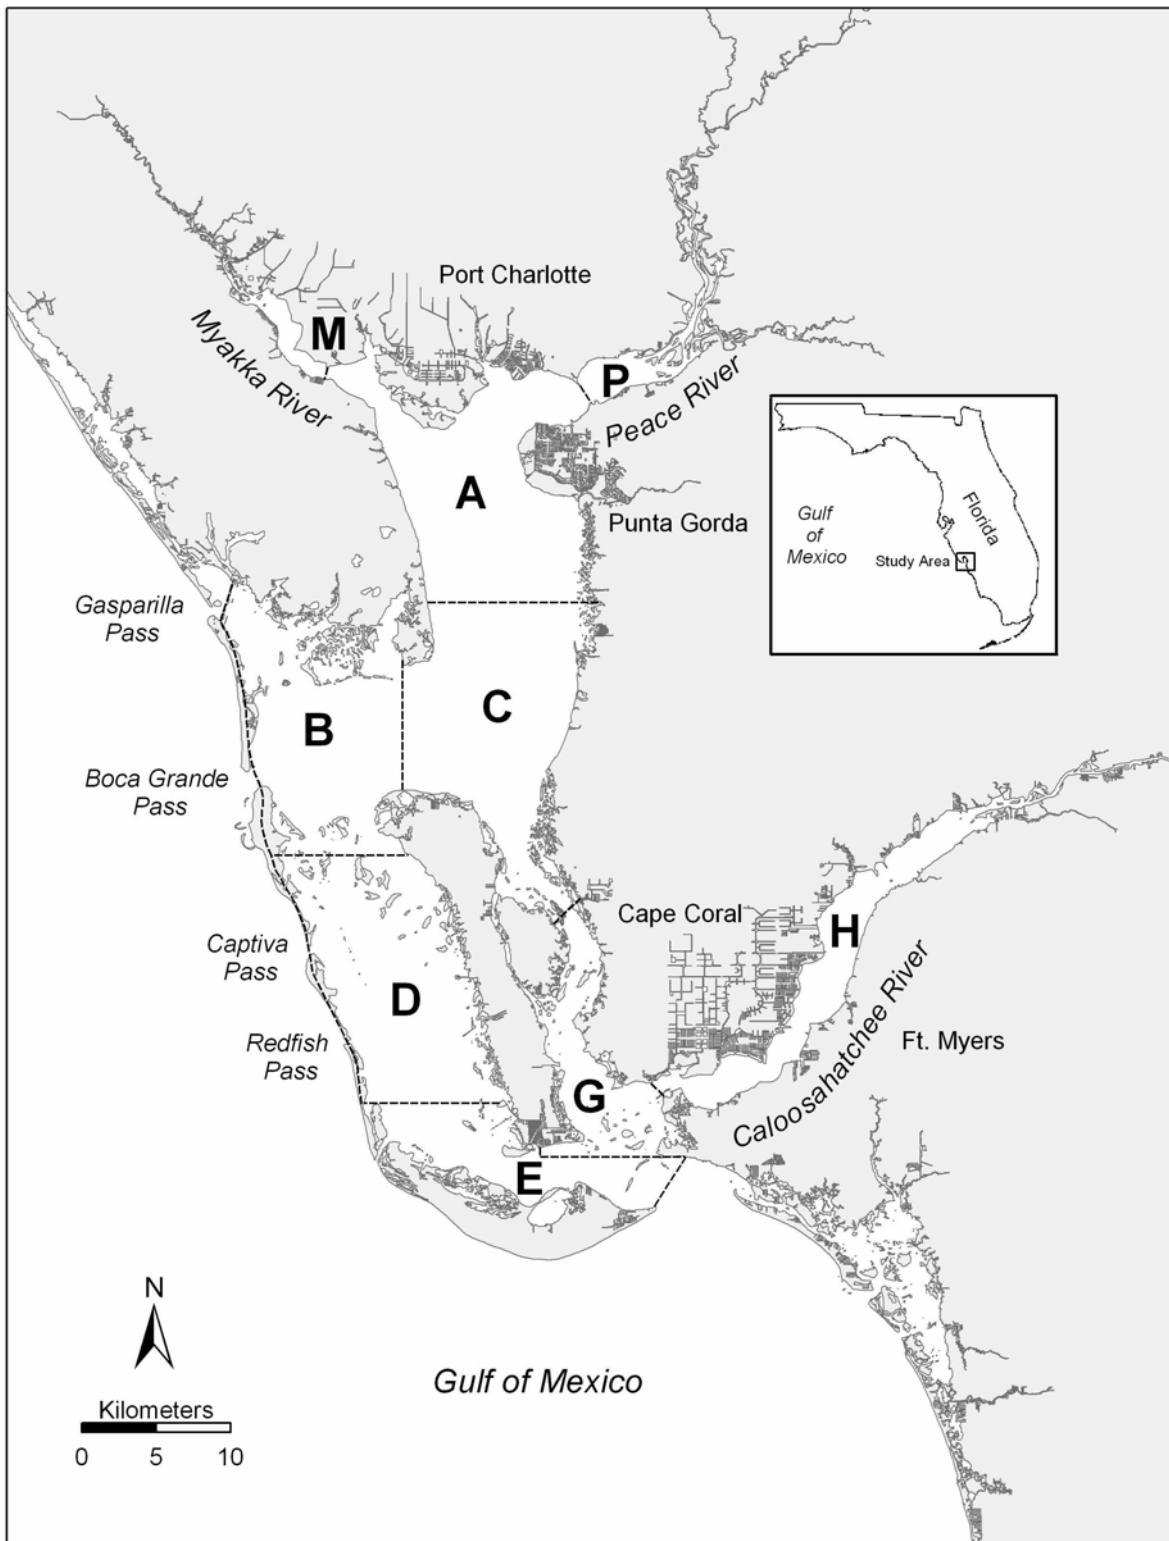 Port Charlotte
M
Myakka River
P
Peace River
A
Punta Gorda
Gulf
of
Mexico
Florida
Study Area
Gasparilla
Pass
C
B
Boca Grande
Pass
Cape Coral
H
Captiva
Pass
D
Redfish
Pass
Ft. Myers
G
Caloosahatchee River
E
N
Gulf of Mexico
Kilometers
0 5 10